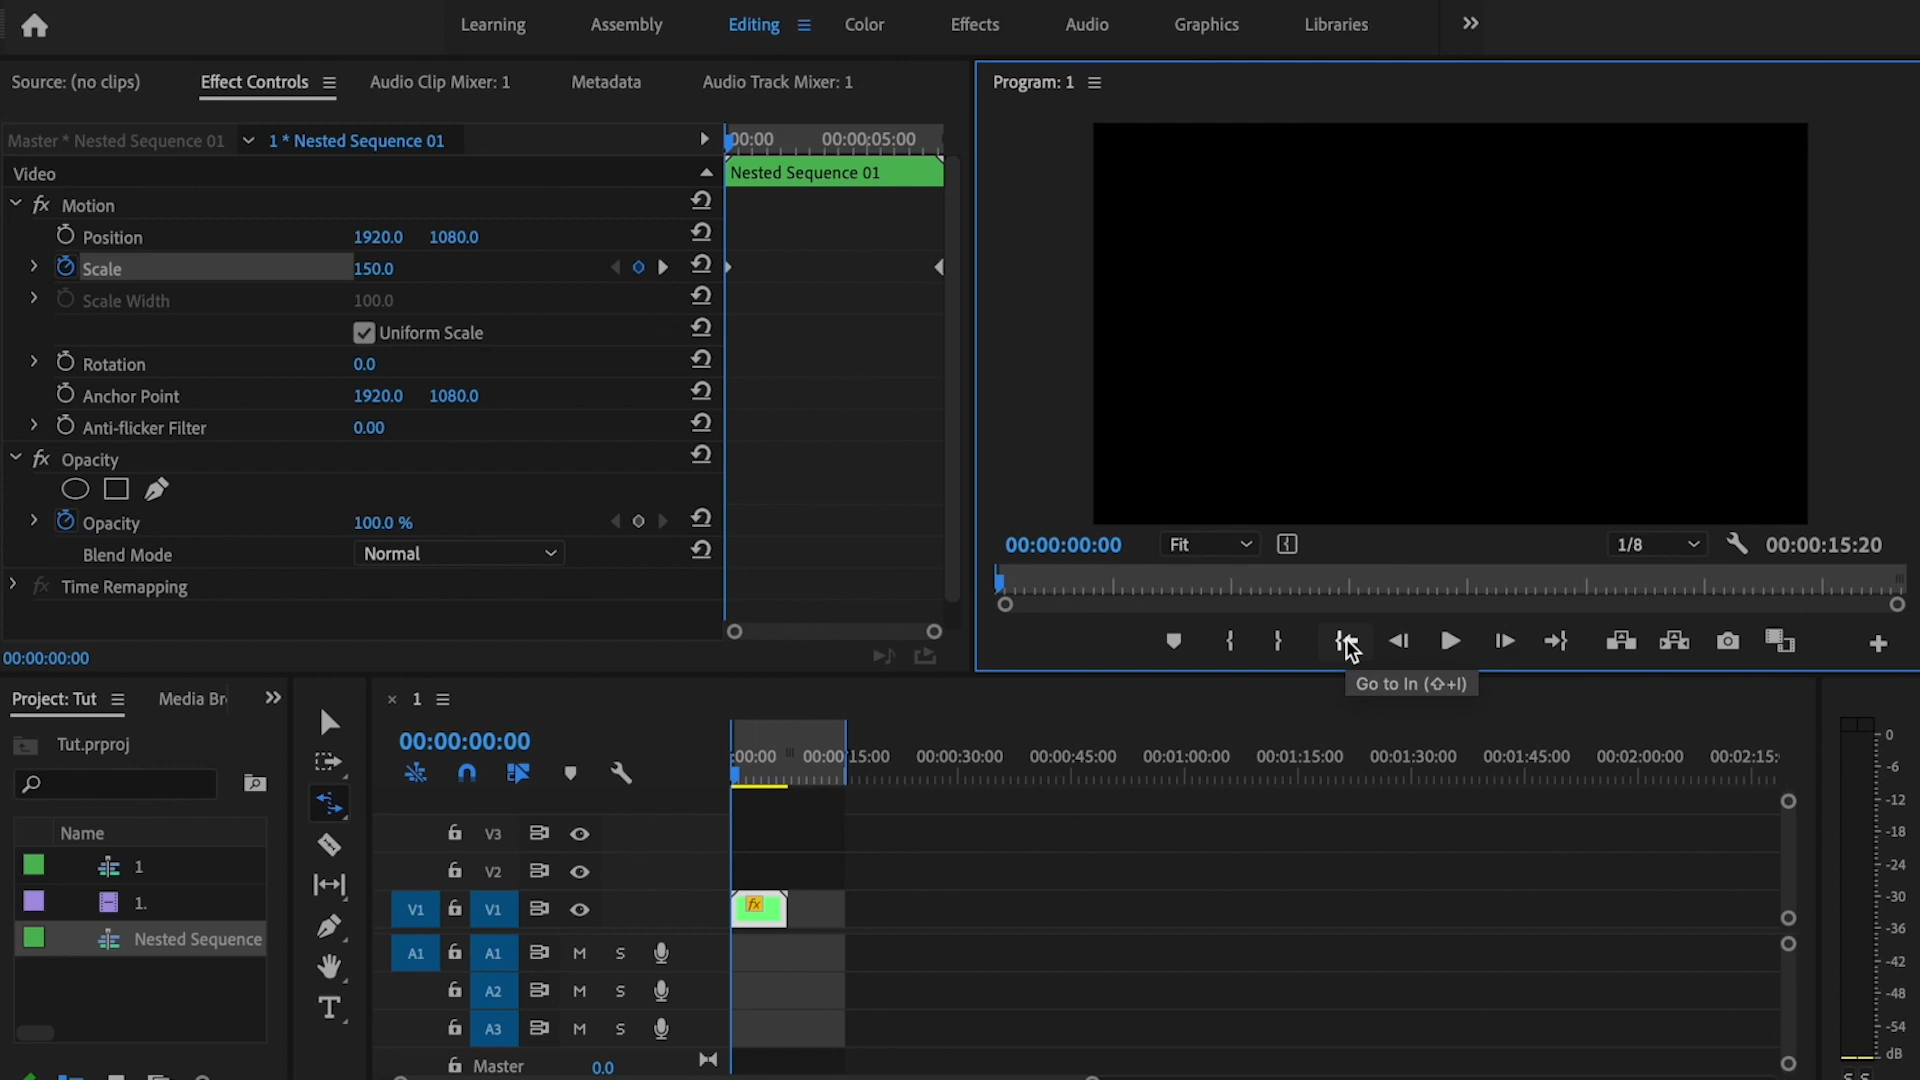 Learning Assembly Editing Color Effects Audio Graphics Libraries
Source: (no clips) Effect Controls Audio Clip Mixer: 1 Metadata Audio Track Mixer: 1
Program: 1
Master * Nested Sequence 01 1 * Nested Sequence 01
00:00 00:00:05:00
Video
Nested Sequence 01
fx Motion
Position 1920.0 1080.0
Scale 150.0
Scale Width 100.0
Uniform Scale
Rotation 0.0
Anchor Point 1920.0 1080.0
Anti-flicker Filter 0.00
fx Opacity
Opacity 100.0 %
Blend Mode Normal
fx Time Remapping
00:00:00:00
00:00:00:00 Fit 1/8 00:00:15:20
Go to In (⇧+I)
Project: Tut Media Br
Tut.prproj
Name
1
1.
Nested Sequence
× 1
00:00:00:00
:00:00 00:00:15:00 00:00:30:00 00:00:45:00 00:01:00:00 00:01:15:00 00:01:30:00 00:01:45:00 00:02:00:00 00:02:15:
V3
V2
V1 V1 fx
A1 A1 M S
A2 M S
A3 M S
Master 0.0
0
-6
-12
-18
-24
-30
-36
-42
-48
-54
dB
S S